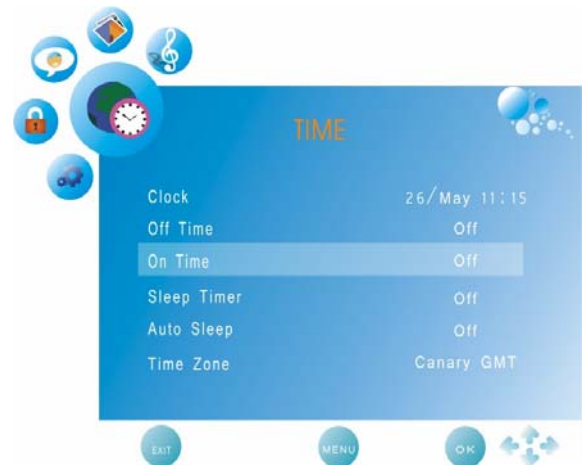 TIME
Clock 26/May 11:15
Off Time Off
On Time Off
Sleep Timer Off
Auto Sleep Off
Time Zone Canary GMT
EXIT MENU OK